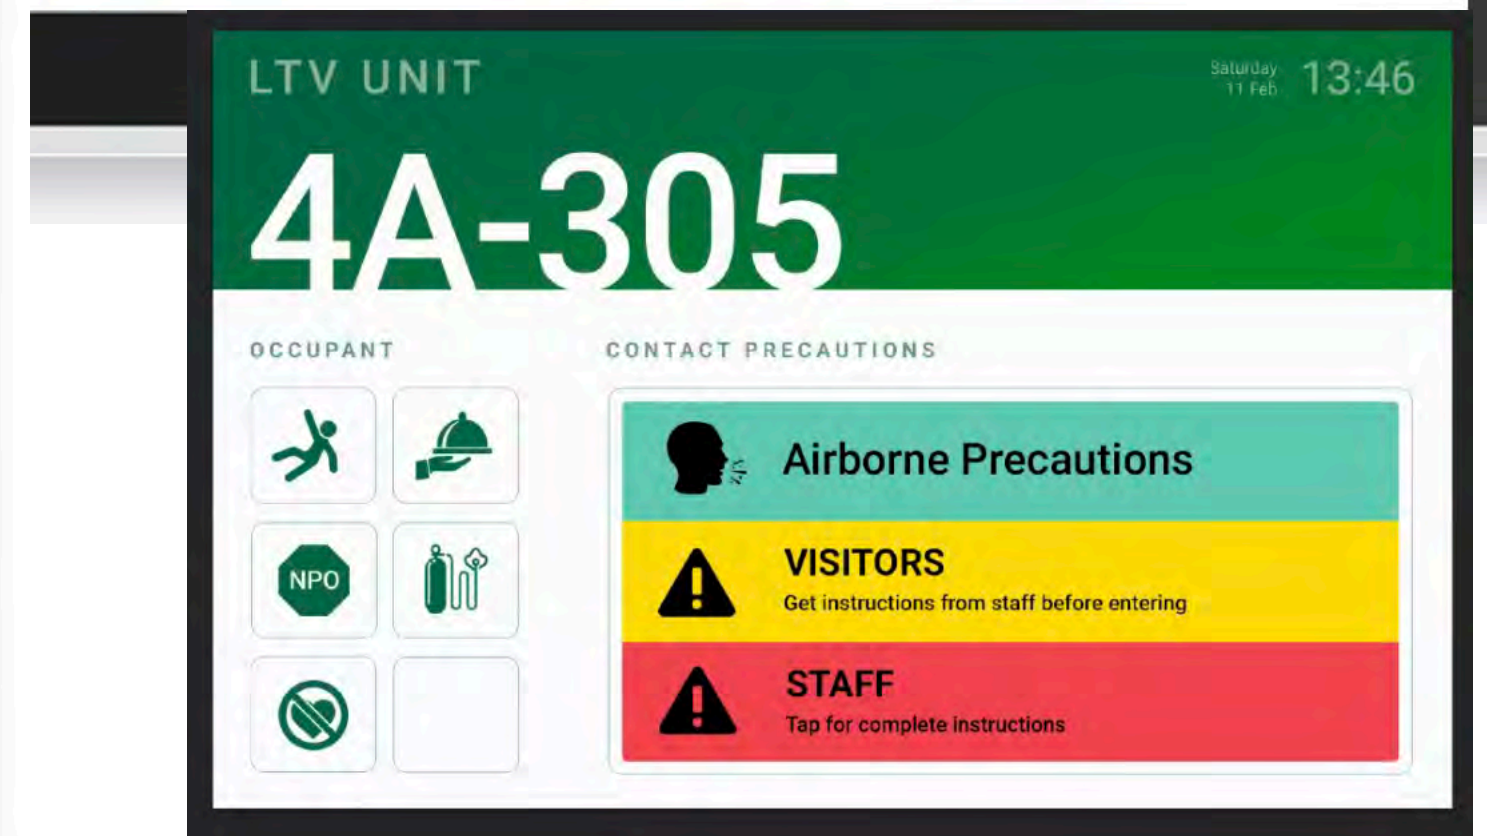 LTV UNIT
Saturday
11 Feb
13:46
4A-305
OCCUPANT
CONTACT PRECAUTIONS
Airborne Precautions
NPO
VISITORS
Get instructions from staff before entering
STAFF
Tap for complete instructions